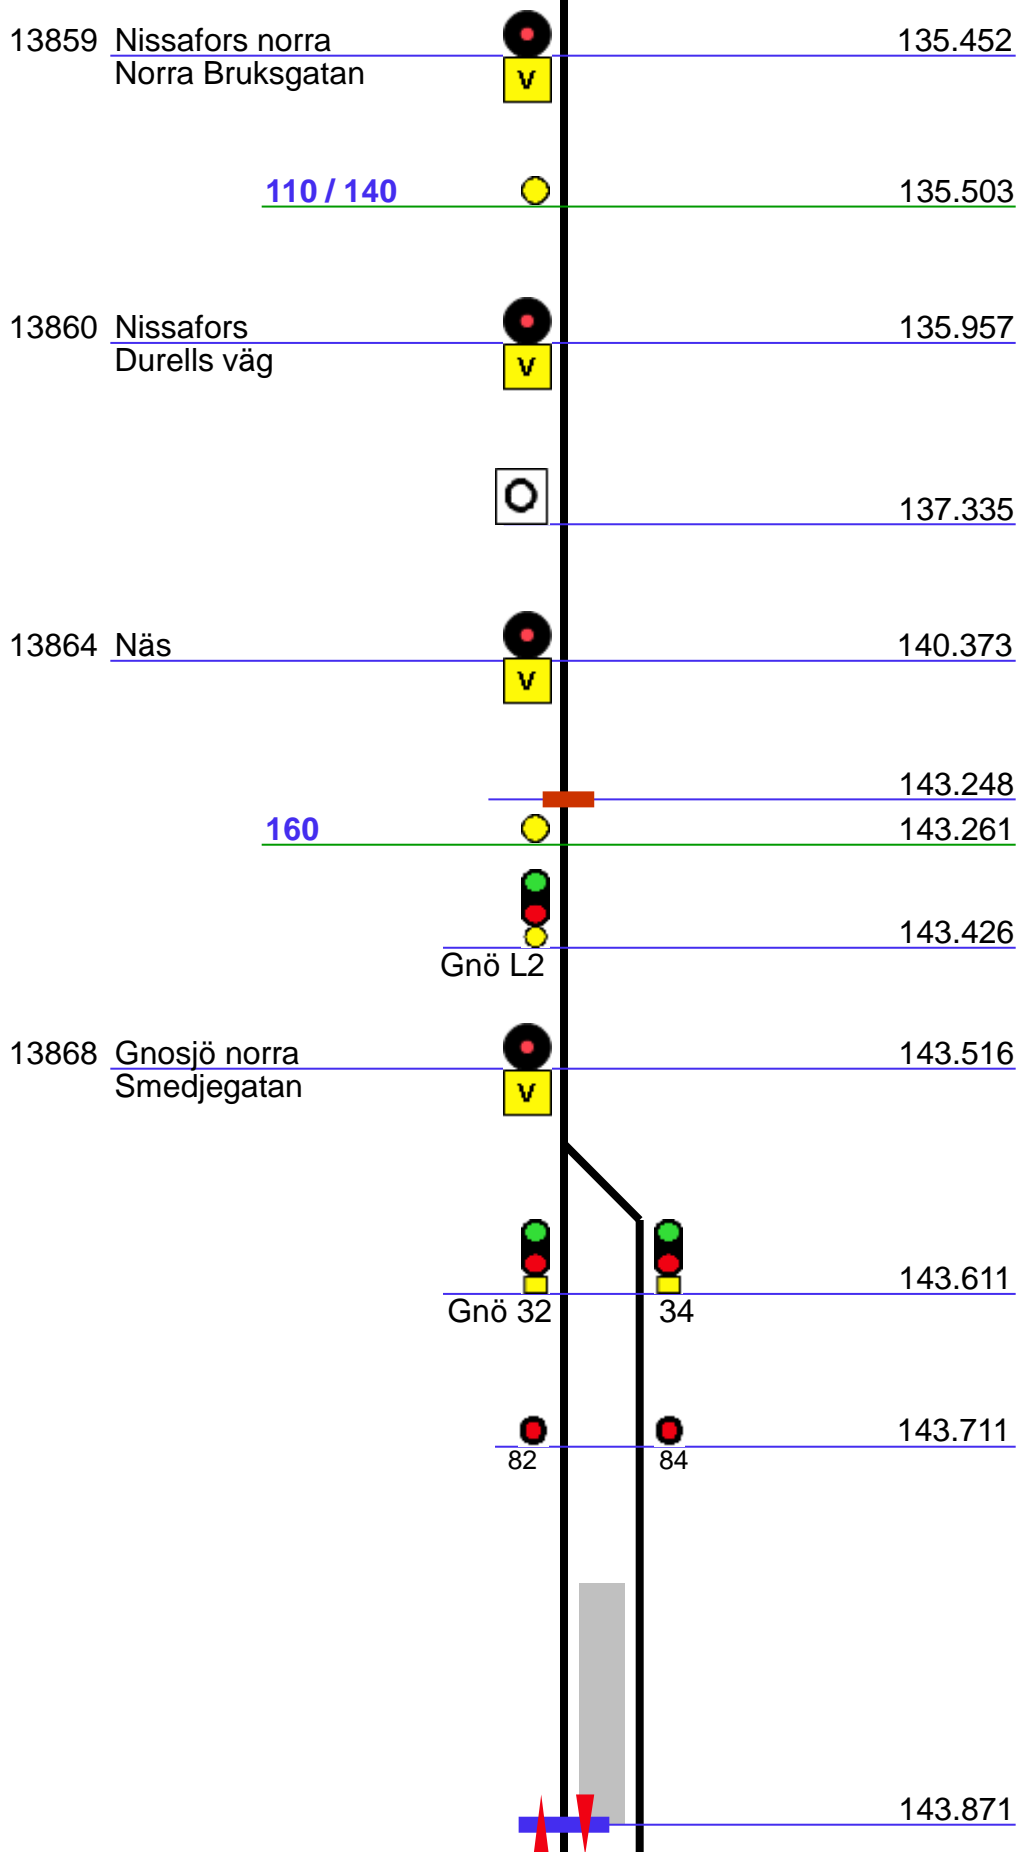 13859 Nissafors norra 135.452
Norra Bruksgatan
V
110 / 140 135.503
13860 Nissafors 135.957
Durells väg
V
O
137.335
13864 Näs 140.373
V
143.248
160 143.261
143.426
Gnö L2
13868 Gnosjö norra 143.516
Smedjegatan
V
143.611
Gnö 32 34
143.711
82 84
143.871